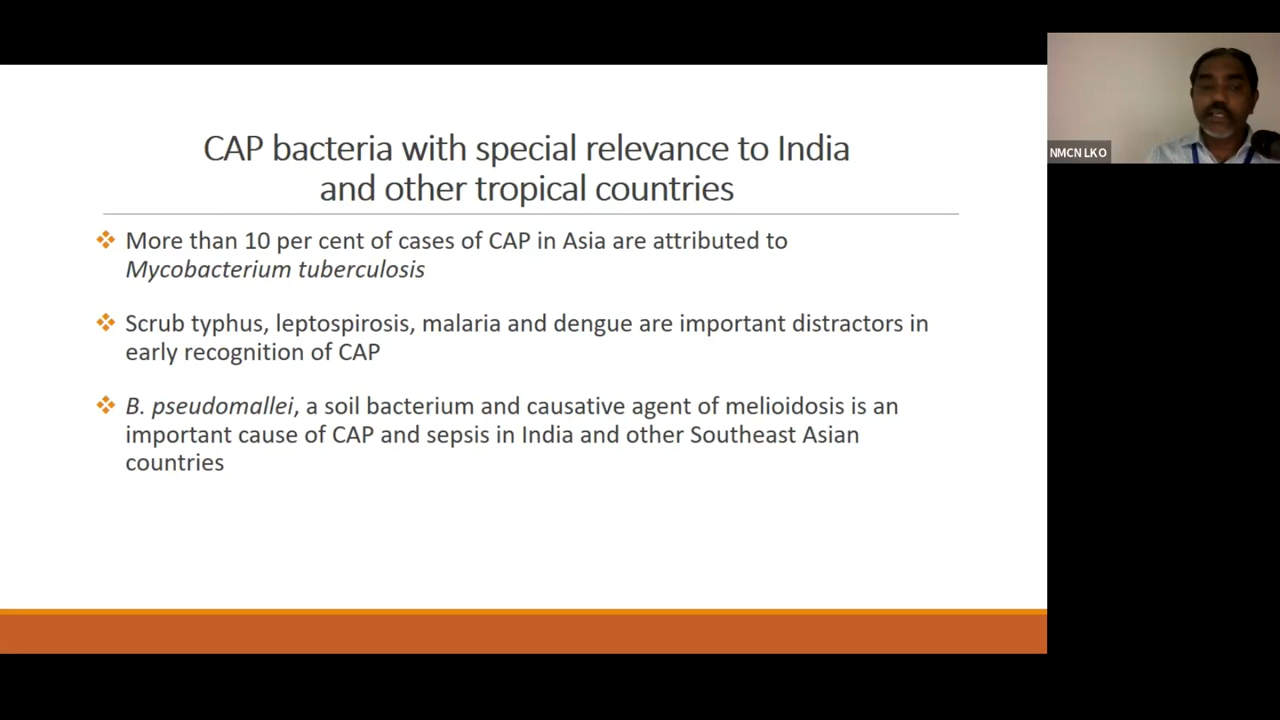 CAP bacteria with special relevance to India
and other tropical countries
More than 10 per cent of cases of CAP in Asia are attributed to
Mycobacterium tuberculosis
Scrub typhus, leptospirosis, malaria and dengue are important distractors in
early recognition of CAP
B. pseudomallei, a soil bacterium and causative agent of melioidosis is an
important cause of CAP and sepsis in India and other Southeast Asian
countries
NMCN LKO